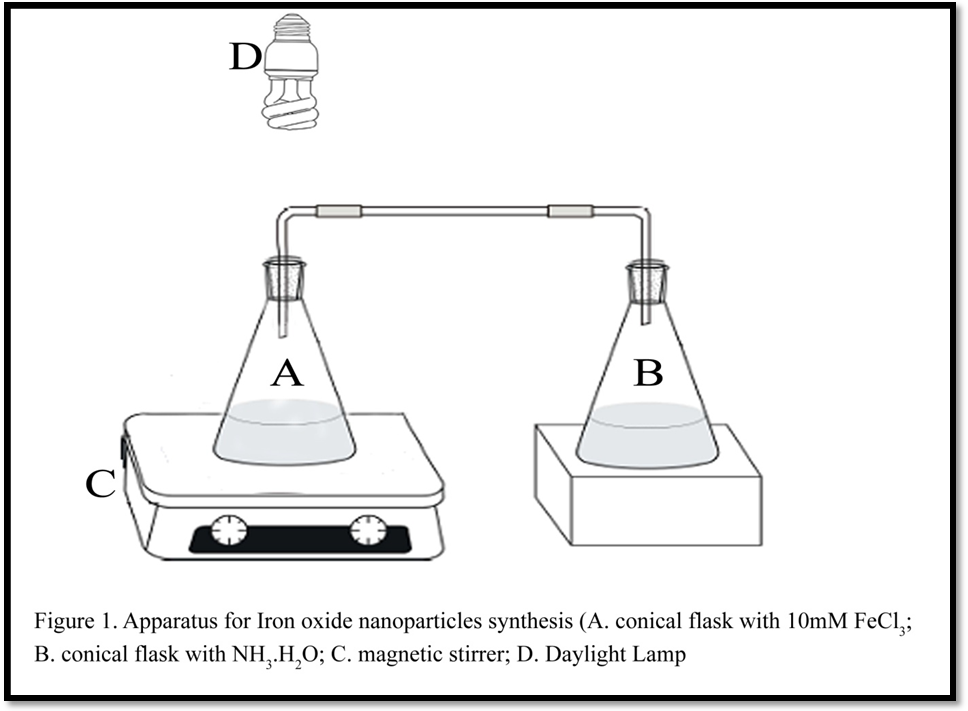 D
A
B
C
Figure 1. Apparatus for Iron oxide nanoparticles synthesis (A. conical flask with 10mM FeCl₃;
B. conical flask with NH₃.H₂O; C. magnetic stirrer; D. Daylight Lamp